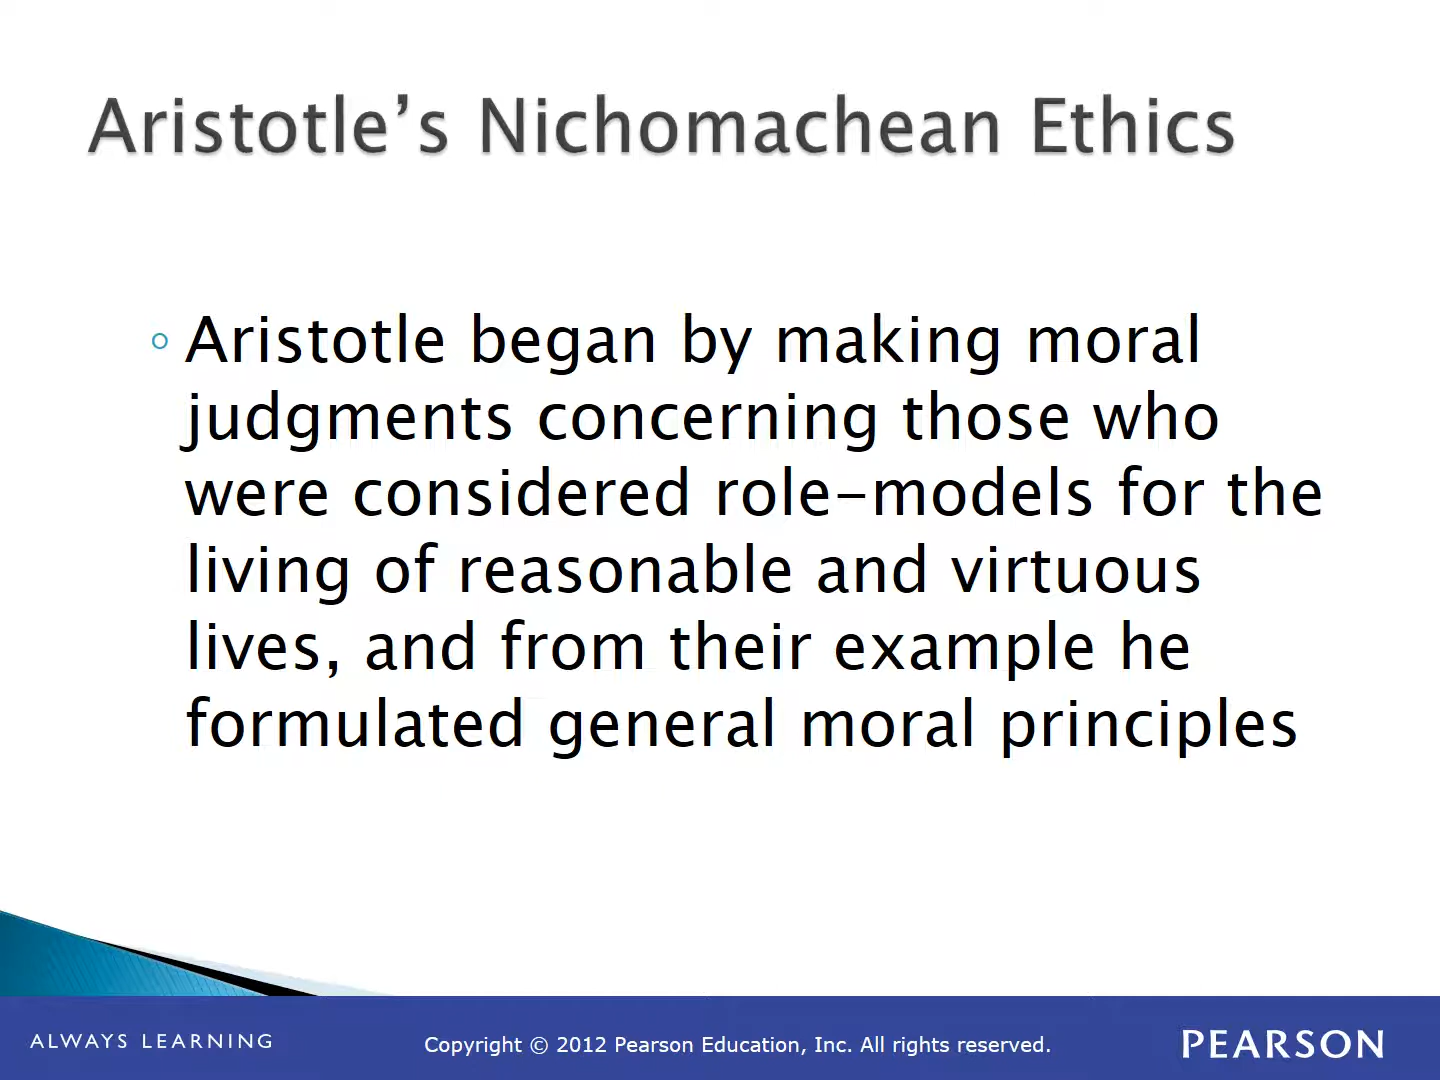 Aristotle’s Nichomachean Ethics
◦ Aristotle began by making moral
judgments concerning those who
were considered role-models for the
living of reasonable and virtuous
lives, and from their example he
formulated general moral principles
ALWAYS LEARNING
Copyright © 2012 Pearson Education, Inc. All rights reserved.
PEARSON